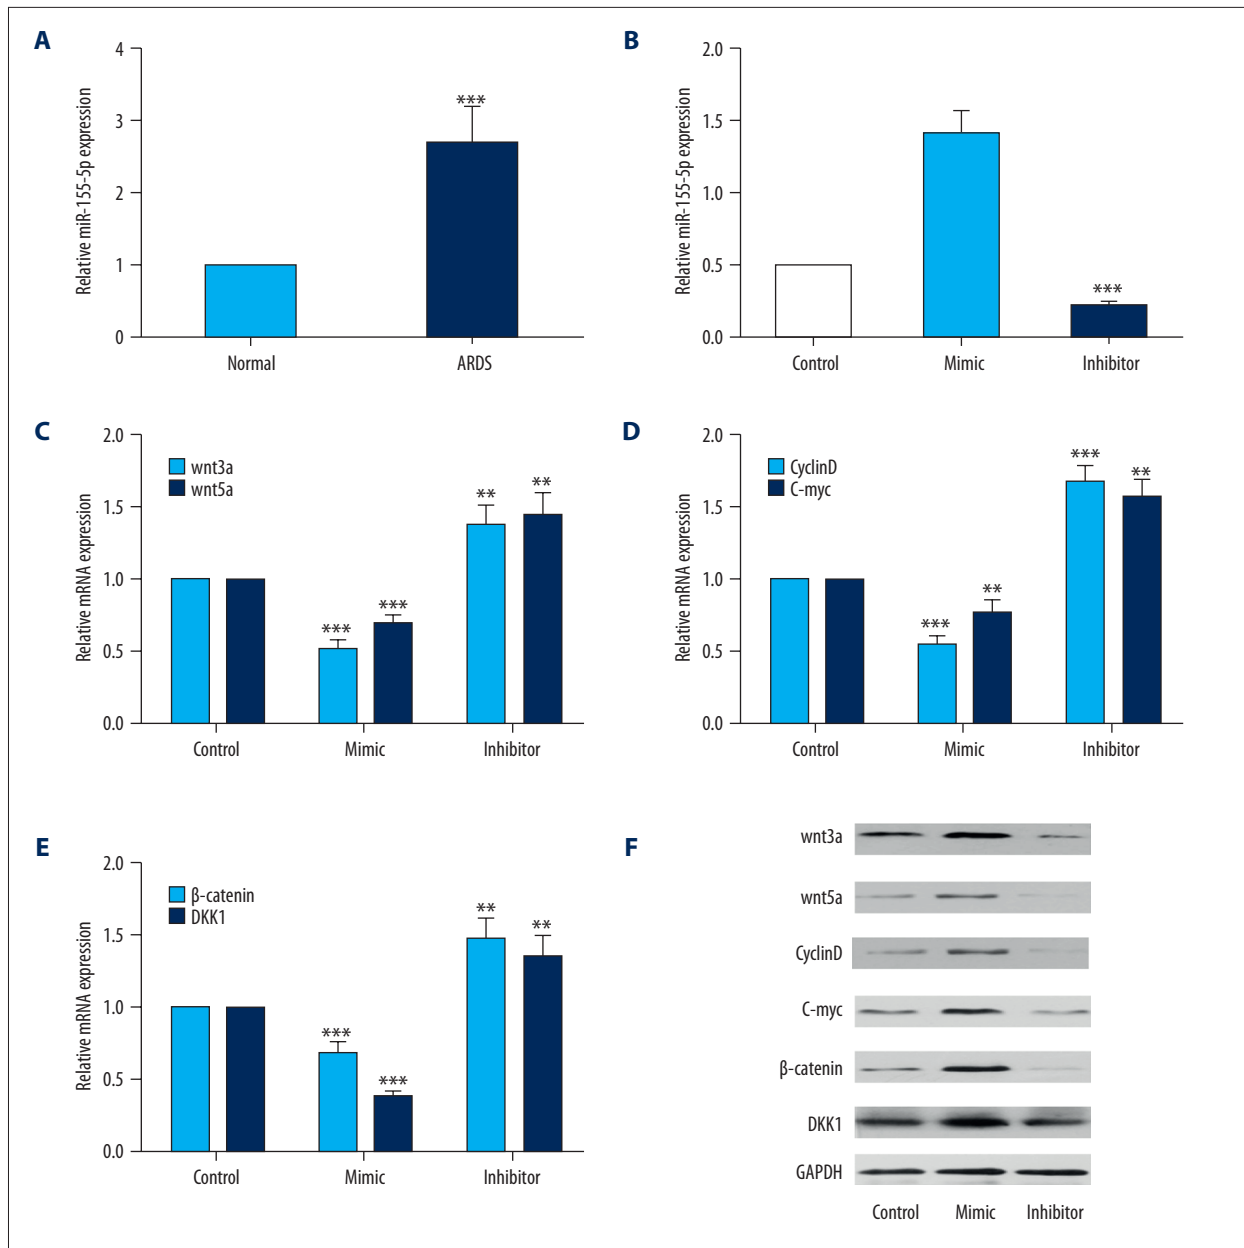 A
Relative miR-155-5p expression
4
3
2
1
0
***
Normal
ARDS
B
Relative miR-155-5p expression
2.0
1.5
1.0
0.5
0.0
***
Control
Mimic
Inhibitor
C
Relative mRNA expression
2.0
1.5
1.0
0.5
0.0
wnt3a
wnt5a
***
***
**
**
Control
Mimic
Inhibitor
D
Relative mRNA expression
2.0
1.5
1.0
0.5
0.0
CyclinD
C-myc
***
**
***
**
Control
Mimic
Inhibitor
E
Relative mRNA expression
2.0
1.5
1.0
0.5
0.0
β-catenin
DKK1
***
***
**
**
Control
Mimic
Inhibitor
F
wnt3a
wnt5a
CyclinD
C-myc
β-catenin
DKK1
GAPDH
Control
Mimic
Inhibitor